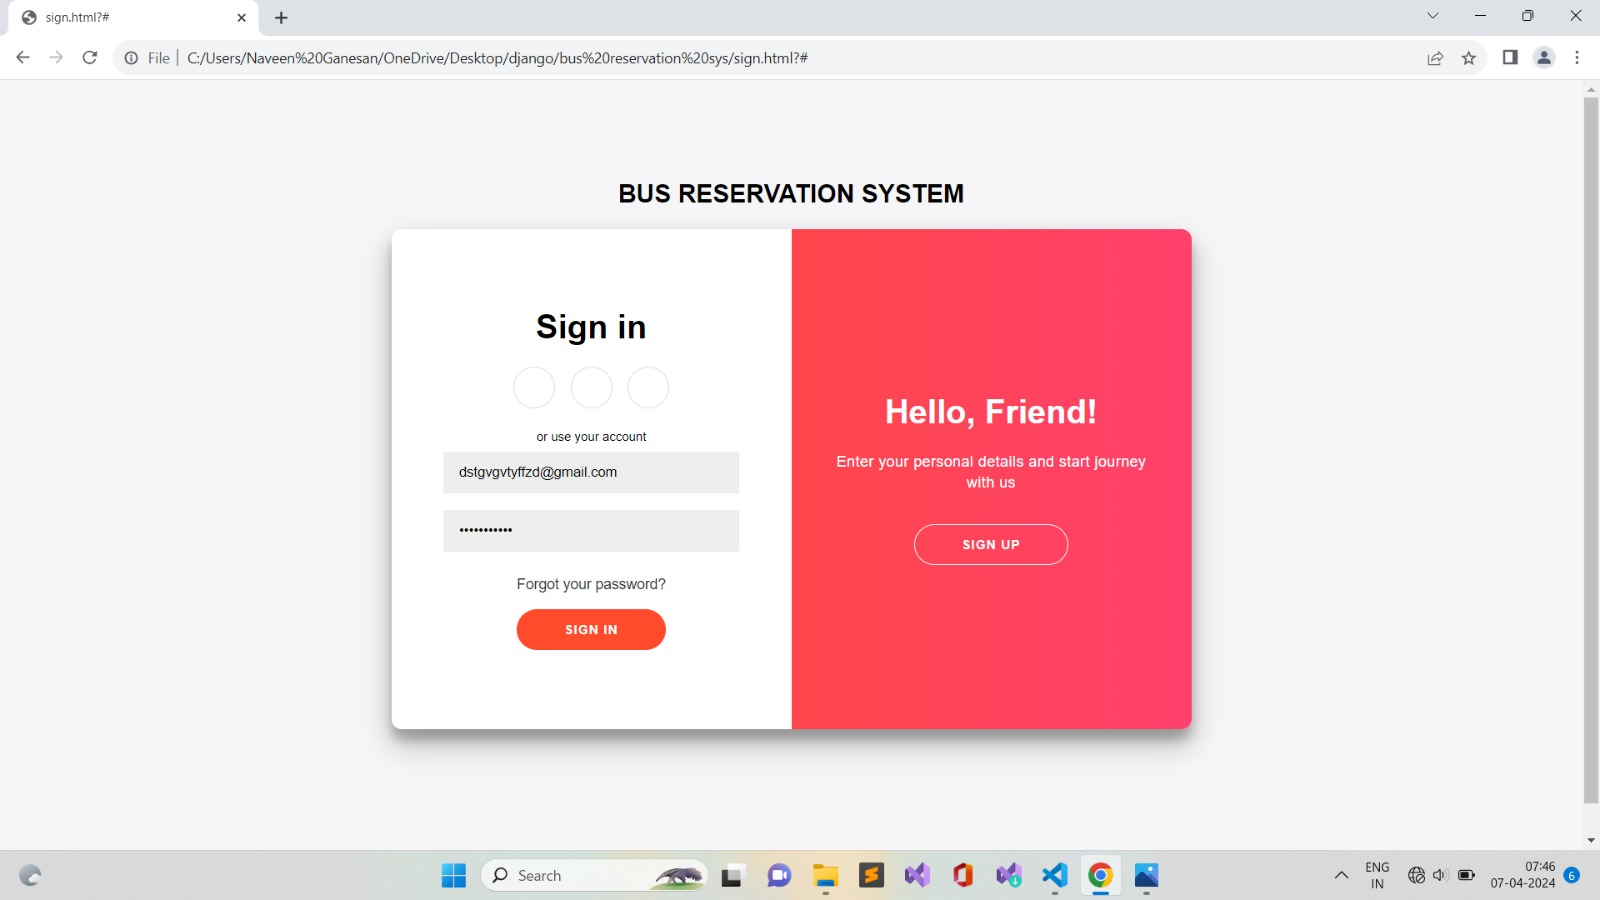 sign.html?#
File
C:/Users/Naveen%20Ganesan/OneDrive/Desktop/django/bus%20reservation%20sys/sign.html?#
BUS RESERVATION SYSTEM
Sign in
or use your account
dstgvgvtyffzd@gmail.com
•••••••••••
Forgot your password?
SIGN IN
Hello, Friend!
Enter your personal details and start journey
with us
SIGN UP
Search
ENG
IN
07:46
07-04-2024
6